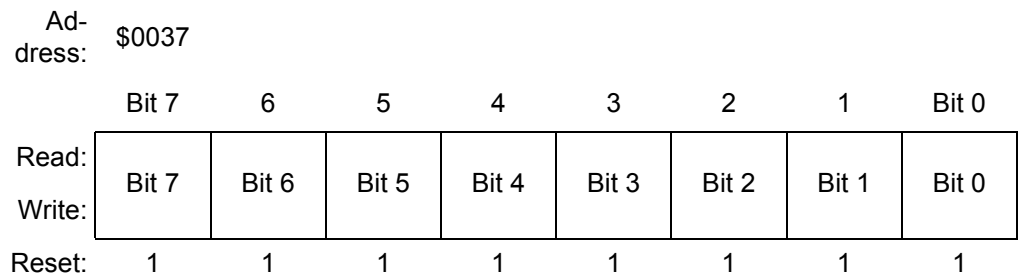 Ad-
dress: $0037
Bit 7 6 5 4 3 2 1 Bit 0
Read:
Bit 7 Bit 6 Bit 5 Bit 4 Bit 3 Bit 2 Bit 1 Bit 0
Write:
Reset: 1 1 1 1 1 1 1 1